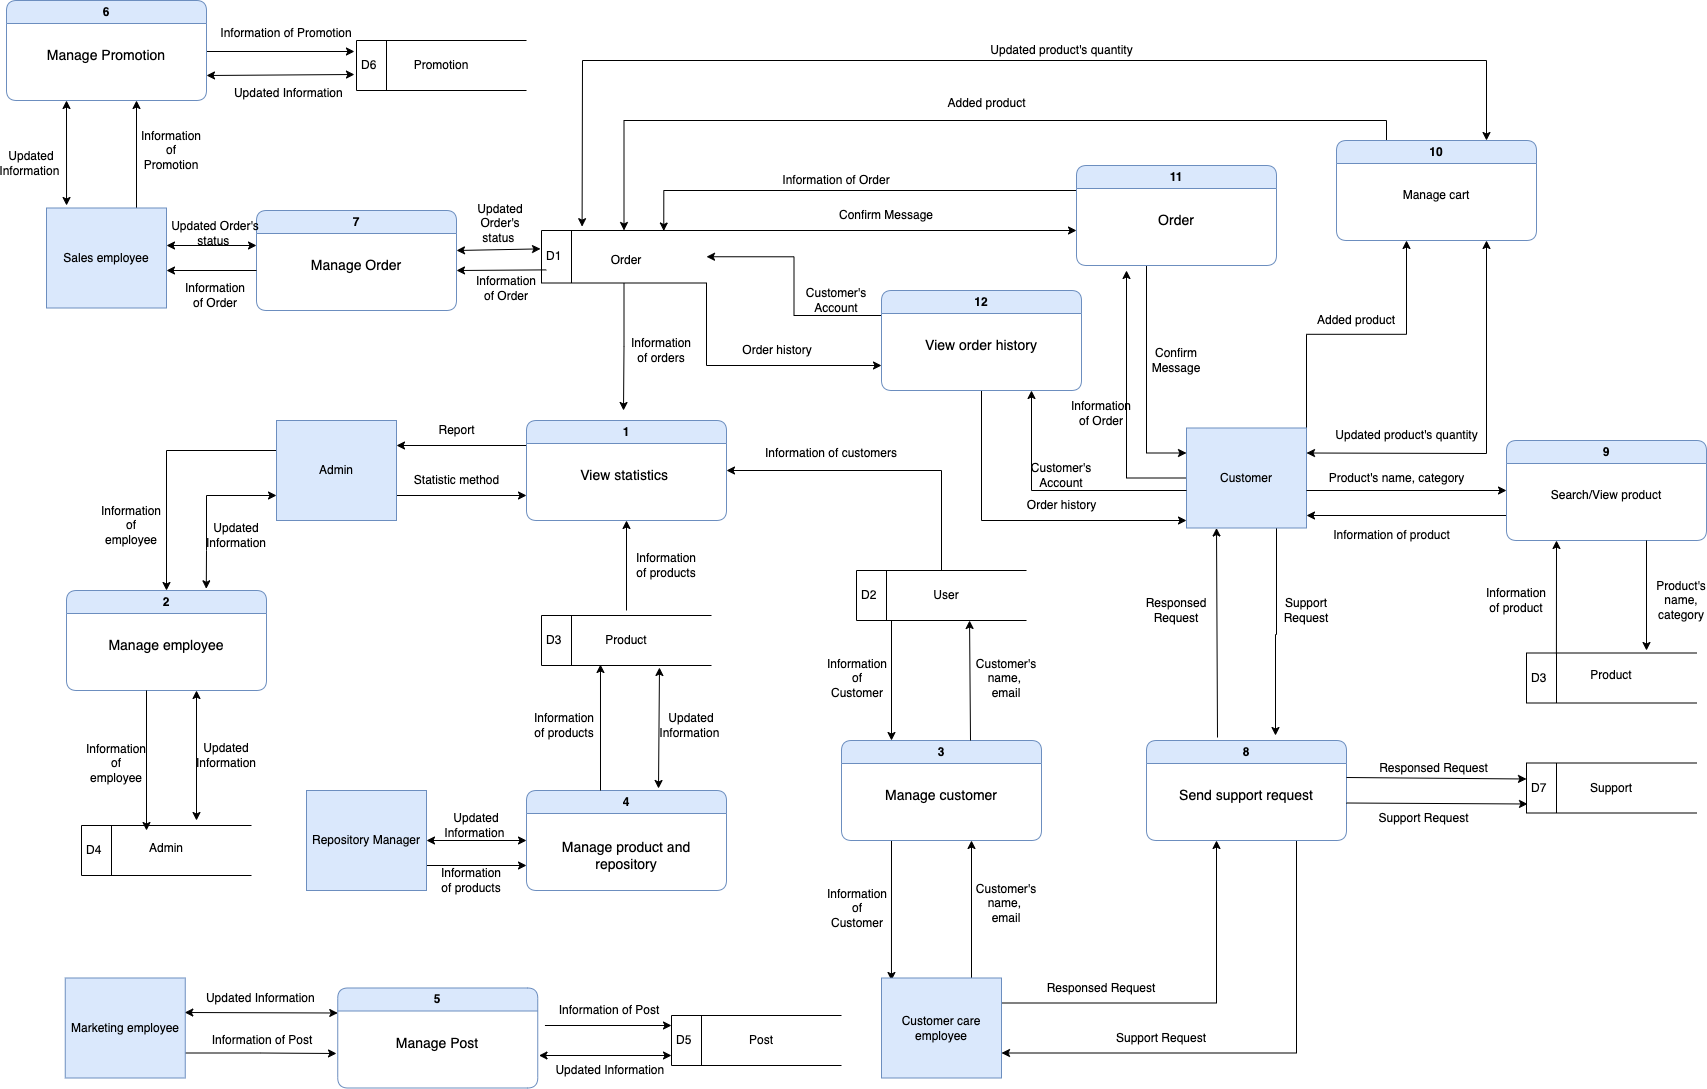 6
Manage Promotion
Information of Promotion
D6
Promotion
Updated Information
Updated
Information
Information
of
Promotion
Sales employee
Updated Order's
status
Information
of Order
7
Manage Order
Updated
Order's
status
Information
of Order
D1
Order
Updated product's quantity
Added product
Information of Order
Confirm Message
11
Order
10
Manage cart
Customer's
Account
Order history
12
View order history
Information
of orders
Confirm
Message
Information
of Order
Customer's
Account
Order history
Added product
Updated product's quantity
Customer
Product's name, category
Information of product
9
Search/View product
Information
of product
Product's
name,
category
D3
Product
Admin
Report
Statistic method
1
View statistics
Information of customers
Information
of
employee
Updated
Information
2
Manage employee
Information
of
employee
Updated
Information
D4
Admin
Information
of products
D3
Product
Information
of products
Updated
Information
Repository Manager
Updated
Information
Information
of products
4
Manage product and
repository
D2
User
Information
of
Customer
Customer's
name,
email
3
Manage customer
Information
of
Customer
Customer's
name,
email
Responsed
Request
Support
Request
8
Send support request
Responsed Request
Support Request
D7
Support
Customer care
employee
Responsed Request
Support Request
Marketing employee
Updated Information
Information of Post
5
Manage Post
Information of Post
Updated Information
D5
Post